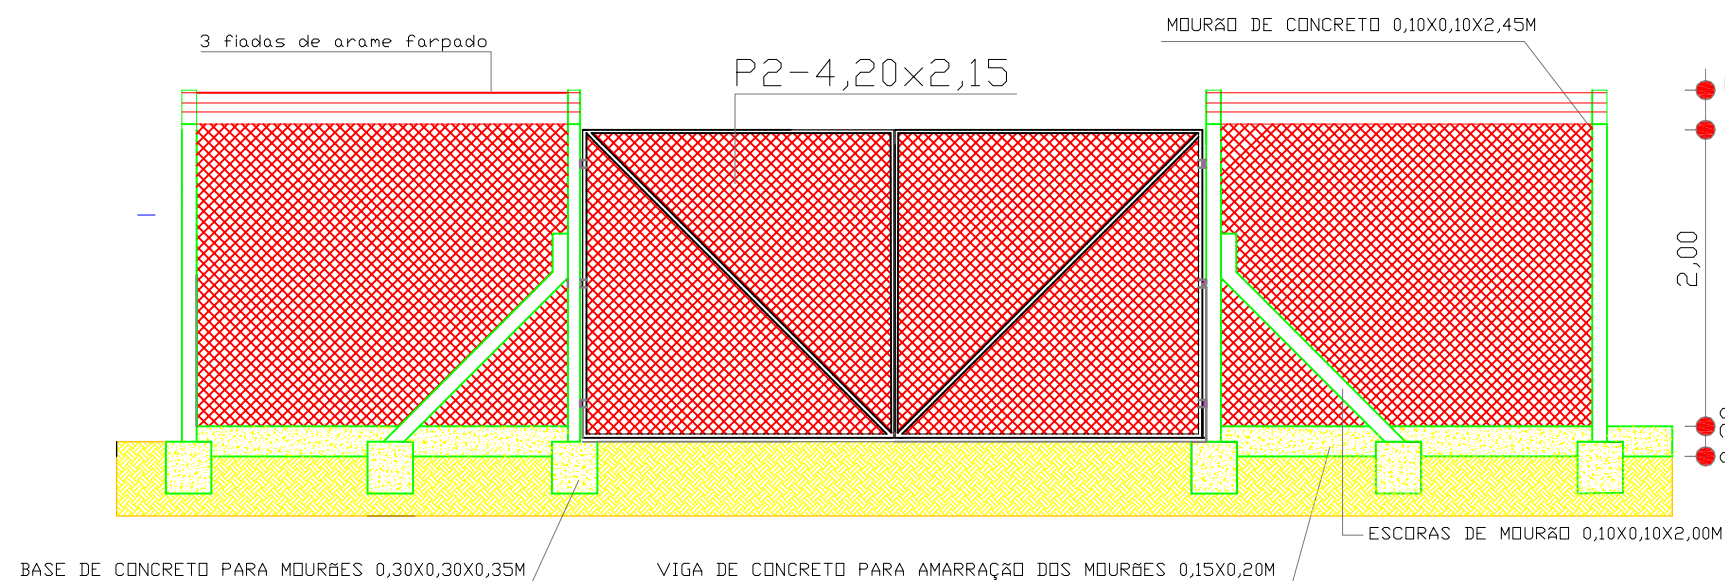 MOURÃO DE CONCRETO 0,10X0,10X2,45M
3 fiadas de arame farpado
P2-4,20x2,15
2,00
ESCORAS DE MOURÃO 0,10X0,10X2,00M
BASE DE CONCRETO PARA MOURÕES 0,30X0,30X0,35M
VIGA DE CONCRETO PARA AMARRAÇÃO DOS MOURÕES 0,15X0,20M